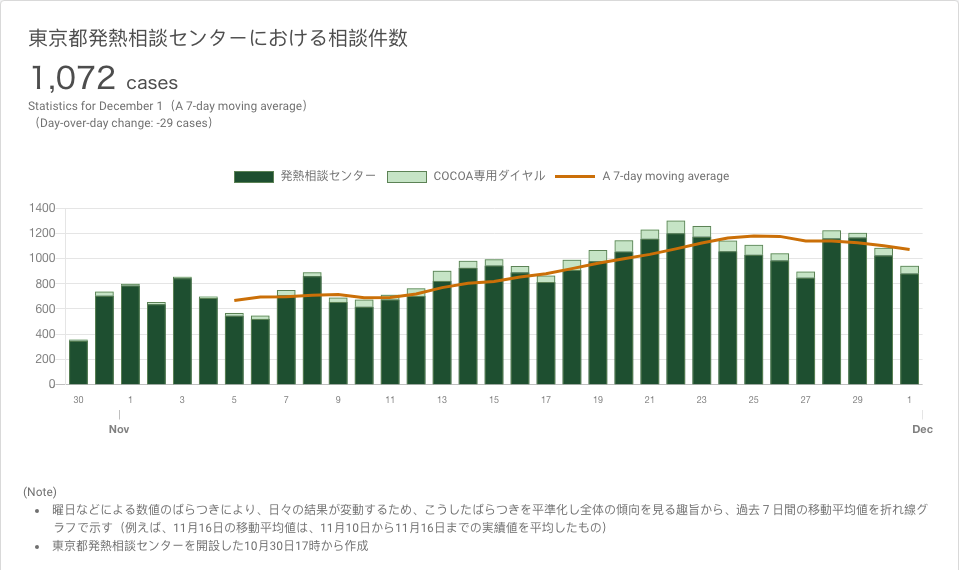 東京都発熱相談センターにおける相談件数
1,072 cases
Statistics for December 1（A 7-day moving average）
（Day-over-day change: -29 cases）
発熱相談センター COCOA専用ダイヤル A 7-day moving average
1400
1200
1000
800
600
400
200
0
30 1 3 5 7 9 11 13 15 17 19 21 23 25 27 29 1
Nov Dec
(Note)
• 曜日などによる数値のばらつきにより、日々の結果が変動するため、こうしたばらつきを平準化し全体の傾向を見る趣旨から、過去７日間の移動平均値を折れ線グ
ラフで示す（例えば、11月16日の移動平均値は、11月10日から11月16日までの実績値を平均したもの）
• 東京都発熱相談センターを開設した10月30日17時から作成